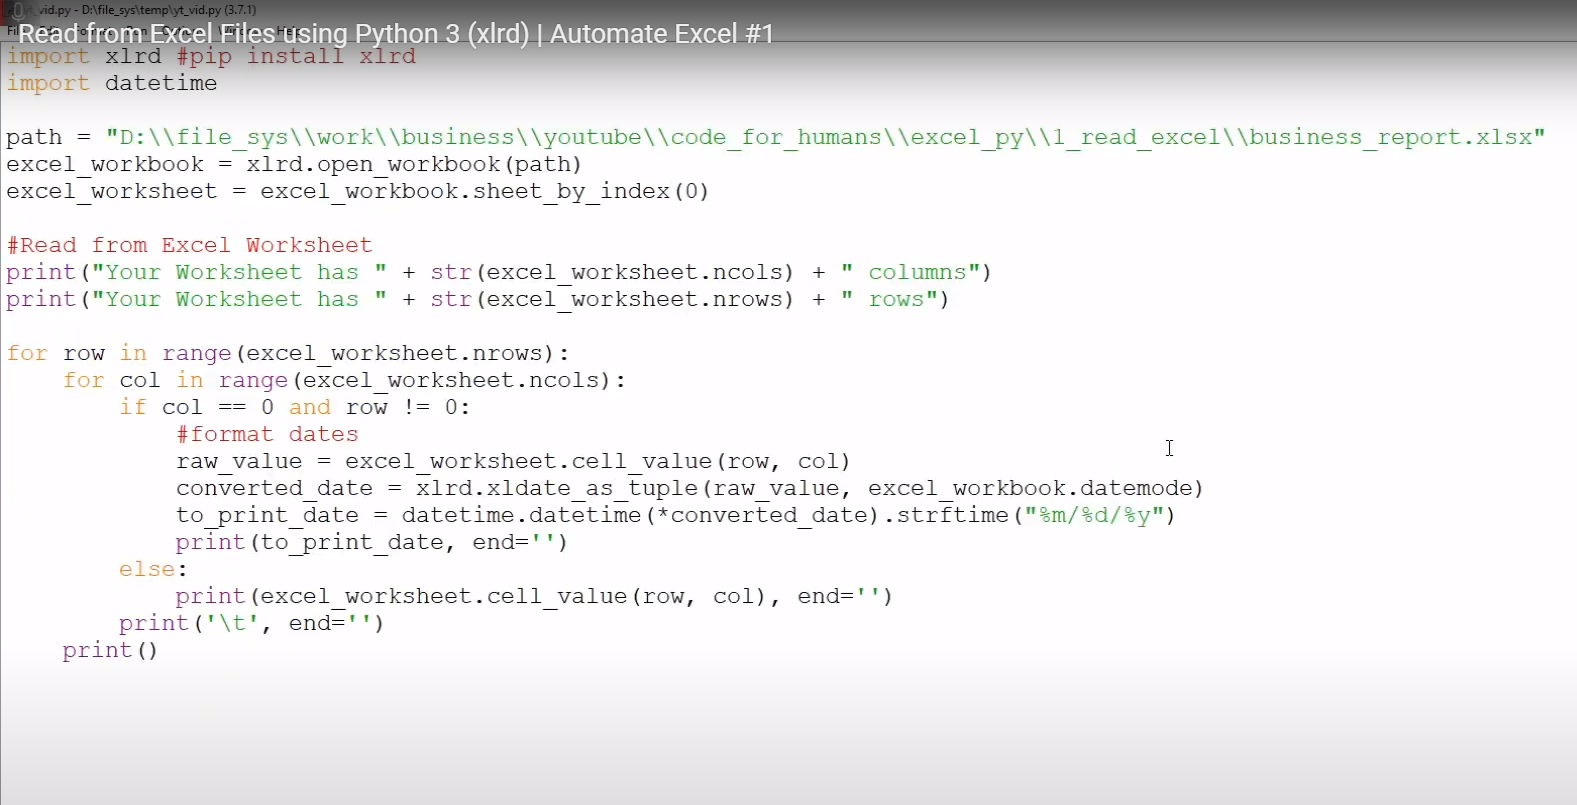 yt_vid.py - D:\file_sys\temp\yt_vid.py (3.7.1)
Read from Excel Files using Python 3 (xlrd) | Automate Excel #1
import xlrd #pip install xlrd
import datetime
path = "D:\\file_sys\\work\\business\\youtube\\code_for_humans\\excel_py\\1_read_excel\\business_report.xlsx"
excel_workbook = xlrd.open_workbook(path)
excel_worksheet = excel_workbook.sheet_by_index(0)
#Read from Excel Worksheet
print("Your Worksheet has " + str(excel_worksheet.ncols) + " columns")
print("Your Worksheet has " + str(excel_worksheet.nrows) + " rows")
for row in range(excel_worksheet.nrows):
    for col in range(excel_worksheet.ncols):
        if col == 0 and row != 0:
            #format dates
            raw_value = excel_worksheet.cell_value(row, col)
            converted_date = xlrd.xldate_as_tuple(raw_value, excel_workbook.datemode)
            to_print_date = datetime.datetime(*converted_date).strftime("%m/%d/%y")
            print(to_print_date, end='')
        else:
            print(excel_worksheet.cell_value(row, col), end='')
        print('\t', end='')
    print()